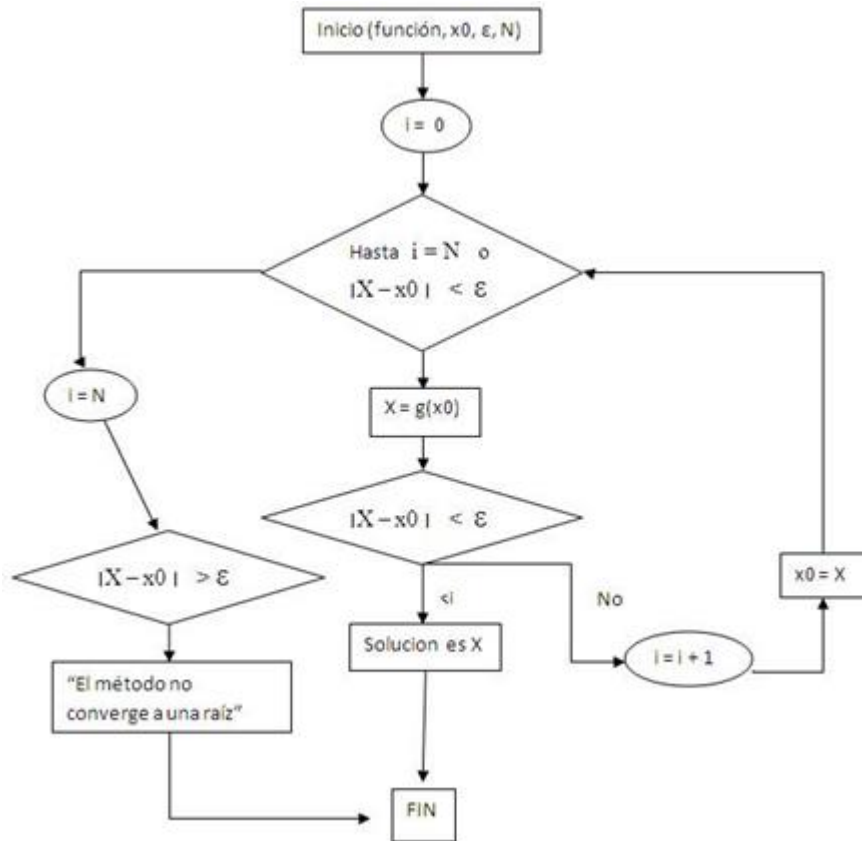 Inicio (función, x0, ε, N)
i = 0
Hasta i = N o
|X – x0| < ε
i = N
X = g(x0)
|X – x0| < ε
|X – x0| > ε
No
x0 = X
Solucion es X
i = i + 1
"El método no
converge a una raíz"
FIN